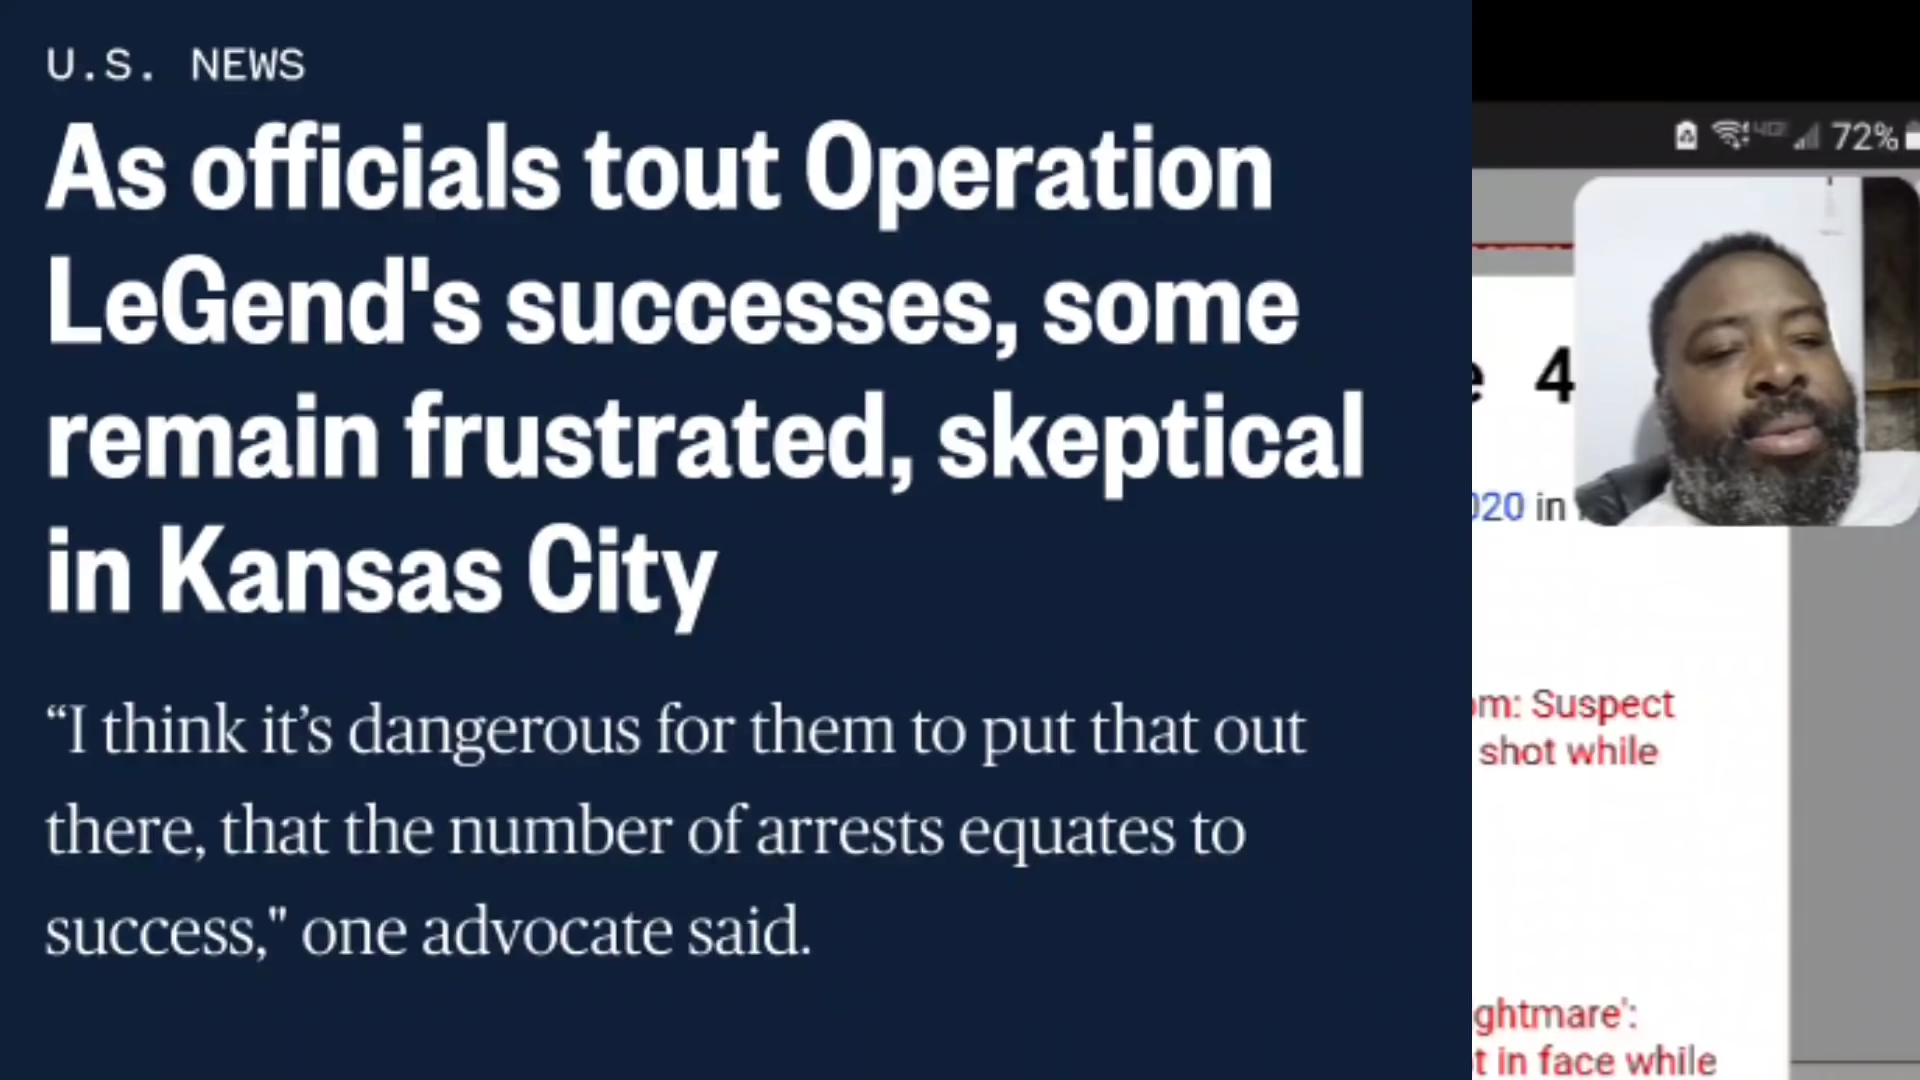 U.S. NEWS
As officials tout Operation
LeGend's successes, some
remain frustrated, skeptical
in Kansas City
“I think it’s dangerous for them to put that out
there, that the number of arrests equates to
success," one advocate said.
72%
4
020 in
om: Suspect
shot while
ghtmare':
t in face while